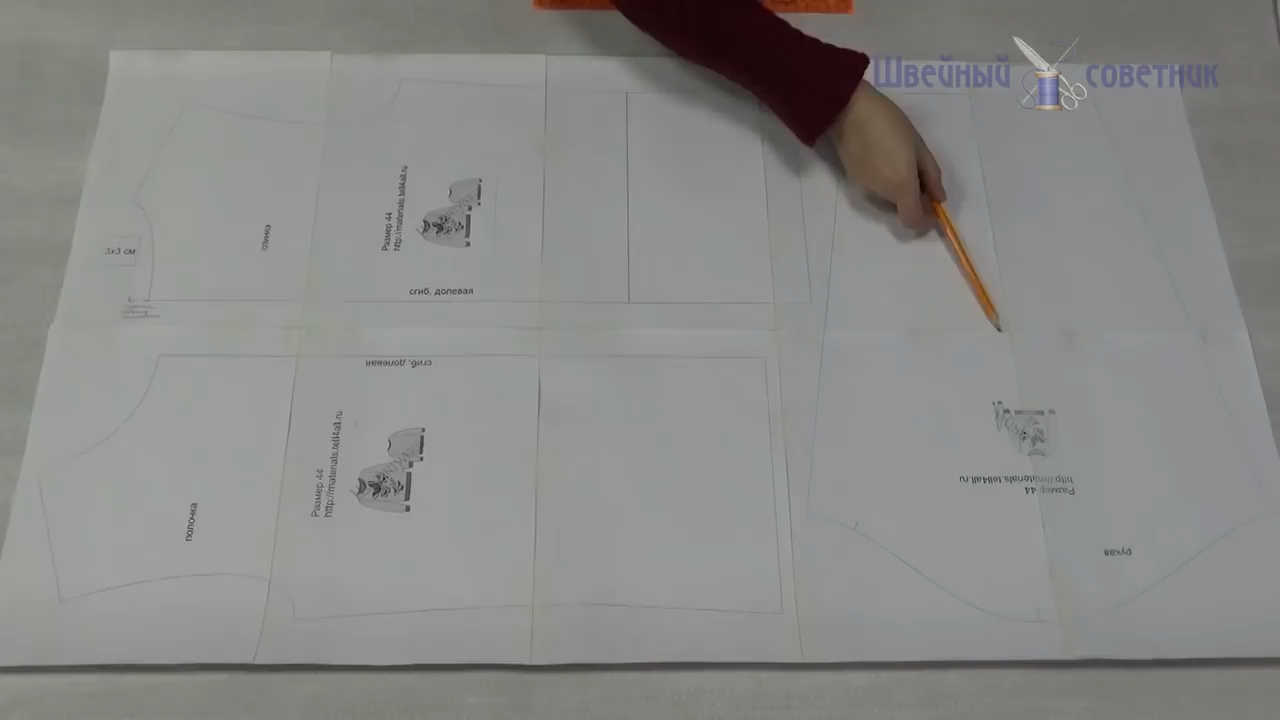 Швейный советник
спинка
3x3 см
Размер 44
http://materials.tell4all.ru
сгиб, долевая
сгиб, долевая
Размер 44
http://materials.tell4all.ru
полочка
Размер 44
http://materials.tell4all.ru
рукав